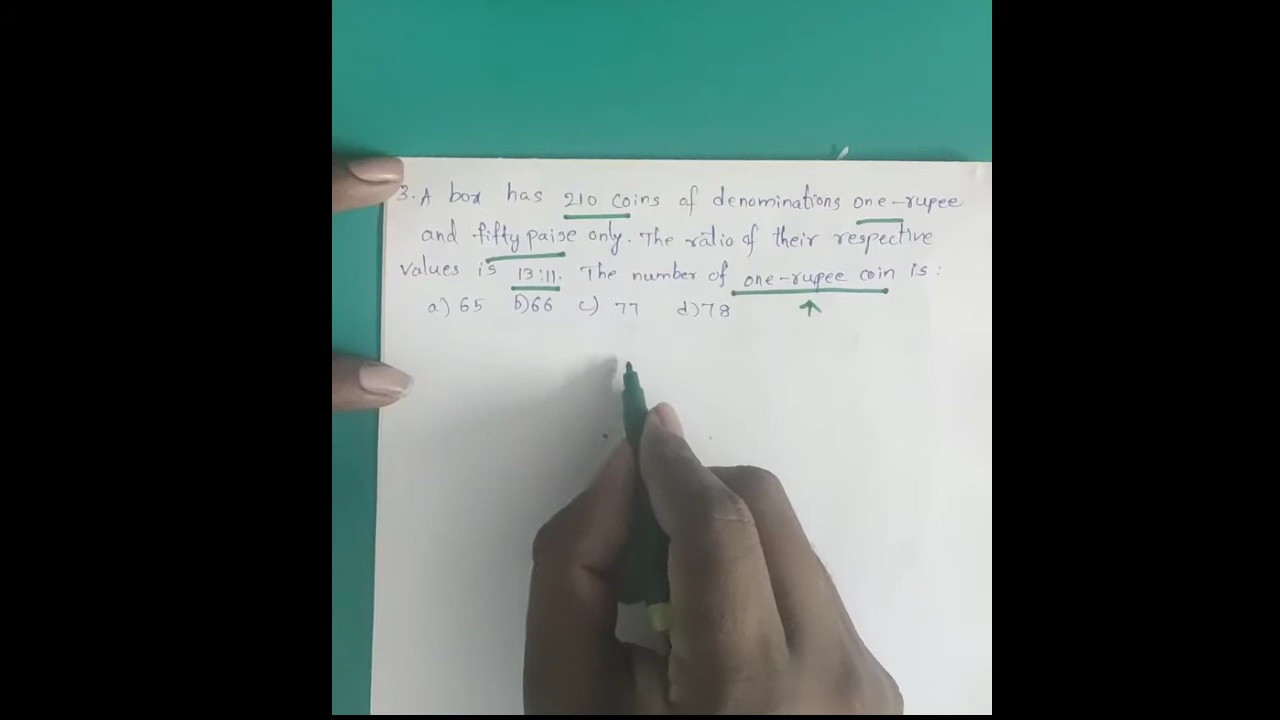 3. A box has 210 coins of denominations one-rupee
and fifty paise only. The ratio of their respective
values is 13:11. The number of one-rupee coin is:
a) 65 b) 66 c) 77 d) 78